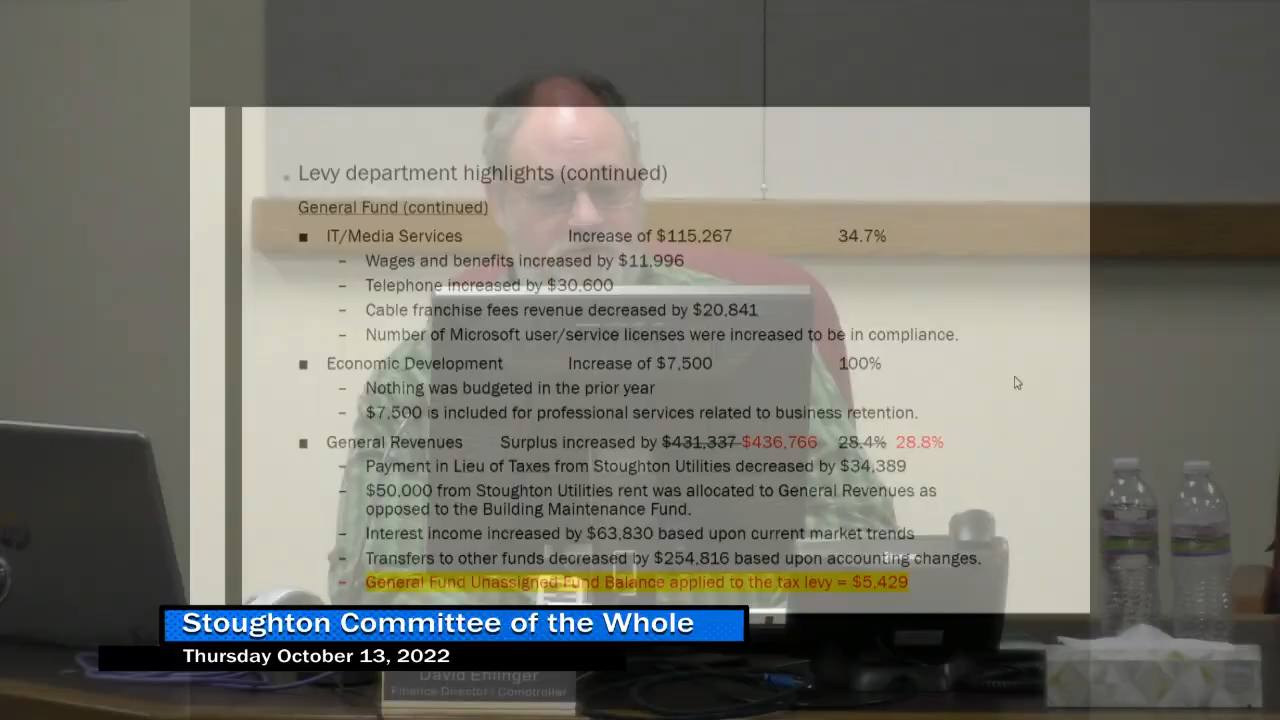 Levy department highlights (continued)
General Fund (continued)
■ IT/Media Services Increase of $115,267 34.7%
– Wages and benefits increased by $11,996
– Telephone increased by $30,600
– Cable franchise fees revenue decreased by $20,841
– Number of Microsoft user/service licenses were increased to be in compliance.
■ Economic Development Increase of $7,500 100%
– Nothing was budgeted in the prior year
– $7,500 is included for professional services related to business retention.
■ General Revenues Surplus increased by $431,337 $436,766 28.4% 28.8%
– Payment in Lieu of Taxes from Stoughton Utilities decreased by $34,389
– $50,000 from Stoughton Utilities rent was allocated to General Revenues as
opposed to the Building Maintenance Fund.
– Interest income increased by $63,830 based upon current market trends
– Transfers to other funds decreased by $254,816 based upon accounting changes.
– General Fund Unassigned Fund Balance applied to the tax levy = $5,429
Stoughton Committee of the Whole
Thursday October 13, 2022
David Ehlinger
Finance Director / Comptroller